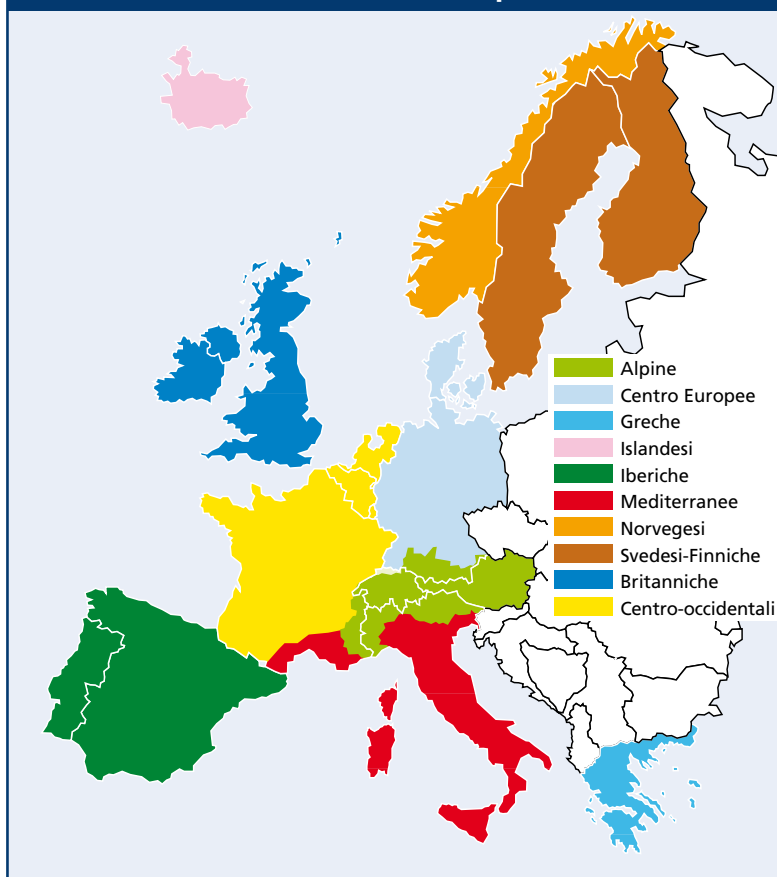 Alpine
Centro Europee
Greche
Islandesi
Iberiche
Mediterranee
Norvegesi
Svedesi-Finniche
Britanniche
Centro-occidentali